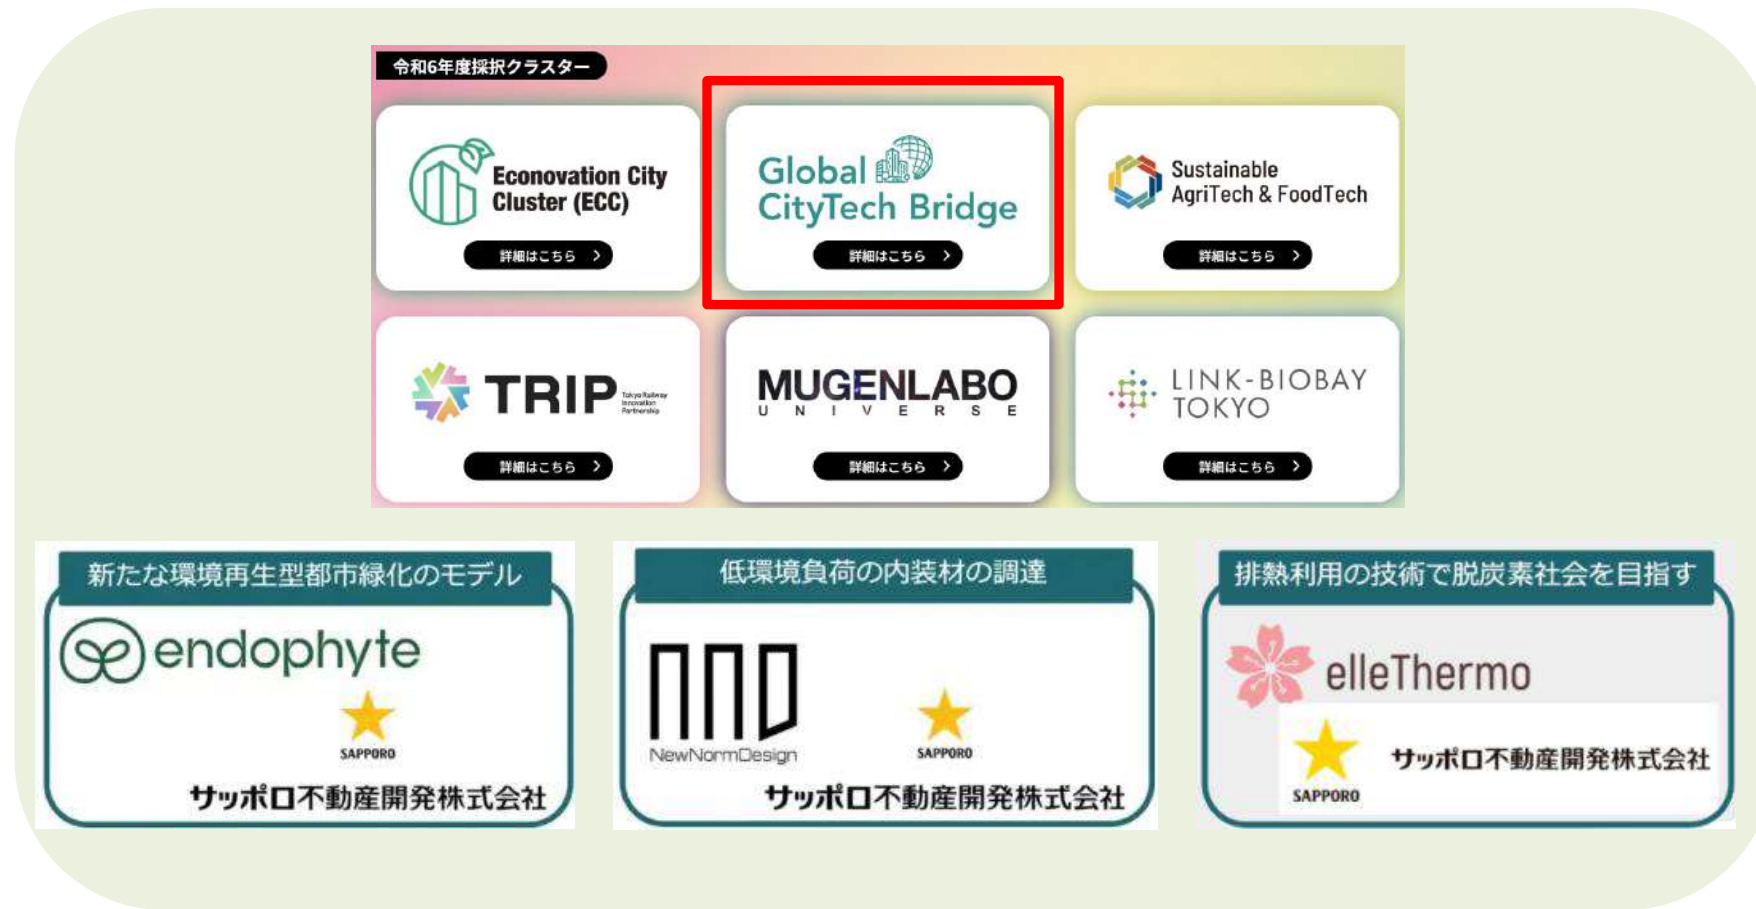 令和6年度採択クラスター
Econovation City
Cluster (ECC)
詳細はこちら
Global
CityTech Bridge
詳細はこちら
Sustainable
AgriTech & FoodTech
詳細はこちら
TRIP
Tokyo Railway
Innovation
Partnership
詳細はこちら
MUGENLABO
UNIVERSE
詳細はこちら
LINK-BIOBAY
TOKYO
詳細はこちら
新たな環境再生型都市緑化のモデル
endophyte
SAPPORO
サッポロ不動産開発株式会社
低環境負荷の内装材の調達
NewNormDesign
SAPPORO
サッポロ不動産開発株式会社
排熱利用の技術で脱炭素社会を目指す
elleThermo
SAPPORO
サッポロ不動産開発株式会社